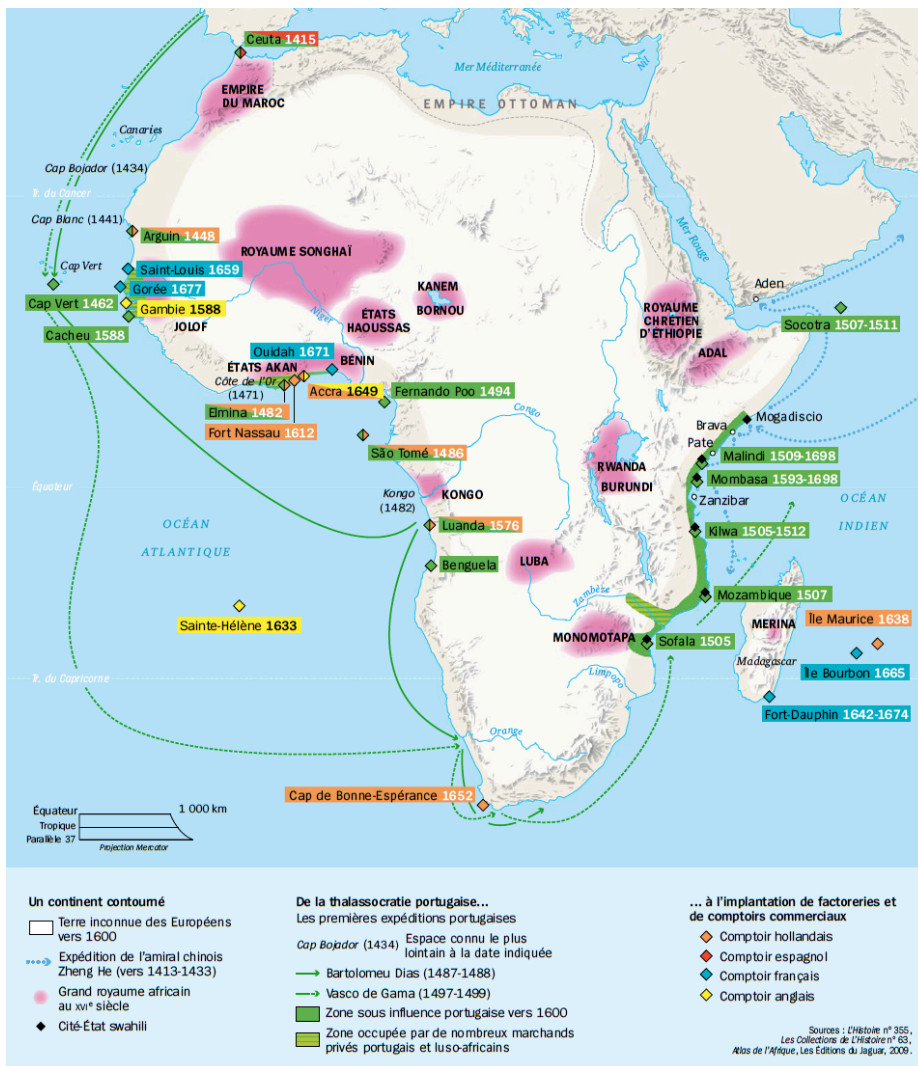 Ceuta 1415
Mer Méditerranée
Nil
EMPIRE
DU MAROC
EMPIRE OTTOMAN
Canaries
Cap Bojador (1434)
Tr. du Cancer
Cap Blanc (1441)
Arguin 1448
ROYAUME SONGHAÏ
Mer Rouge
Cap Vert
Saint-Louis 1659
Gorée 1677
Cap Vert 1462
Gambie 1588
JOLOF
Cacheu 1588
Niger
KANEM
BORNOU
ÉTATS
HAOUSSAS
Aden
ROYAUME
CHRÉTIEN
D'ÉTHIOPIE
Socotra 1507-1511
ADAL
Ouidah 1671
BÉNIN
ÉTATS AKAN
Côte de l'Or
(1471)
Accra 1649
Fernando Poo 1494
Elmina 1482
Fort Nassau 1612
Congo
Mogadiscio
Brava
Pate
São Tomé 1486
Malindi 1509-1698
RWANDA
BURUNDI
Mombasa 1593-1698
Équateur
Kongo
(1482)
KONGO
Zanzibar
OCÉAN
INDIEN
OCÉAN
ATLANTIQUE
Luanda 1576
Kilwa 1505-1512
Benguela
LUBA
Zambèze
Mozambique 1507
Sainte-Hélène 1633
MONOMOTAPA
Sofala 1505
MERINA
Île Maurice 1638
Madagascar
Île Bourbon 1665
Tr. du Capricorne
Limpopo
Fort-Dauphin 1642-1674
Orange
Cap de Bonne-Espérance 1652
Équateur
1 000 km
Tropique
Parallèle 37
Projection Mercator
Un continent contourné
Terre inconnue des Européens
vers 1600
Expédition de l'amiral chinois
Zheng He (vers 1413-1433)
Grand royaume africain
au XVIe siècle
Cité-État swahili
De la thalassocratie portugaise...
Les premières expéditions portugaises
Cap Bojador (1434) Espace connu le plus
lointain à la date indiquée
Bartolomeu Dias (1487-1488)
Vasco de Gama (1497-1499)
Zone sous influence portugaise vers 1600
Zone occupée par de nombreux marchands
privés portugais et luso-africains
... à l'implantation de factoreries et
de comptoirs commerciaux
Comptoir hollandais
Comptoir espagnol
Comptoir français
Comptoir anglais
Sources : L'Histoire n° 355,
Les Collections de L'Histoire n° 63,
Atlas de l'Afrique, Les Éditions du Jaguar, 2009.